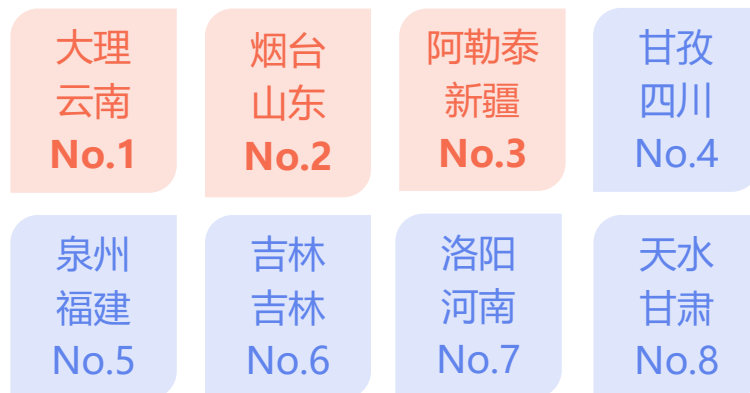 大理
云南
No.1
烟台
山东
No.2
阿勒泰
新疆
No.3
甘孜
四川
No.4
泉州
福建
No.5
吉林
吉林
No.6
洛阳
河南
No.7
天水
甘肃
No.8